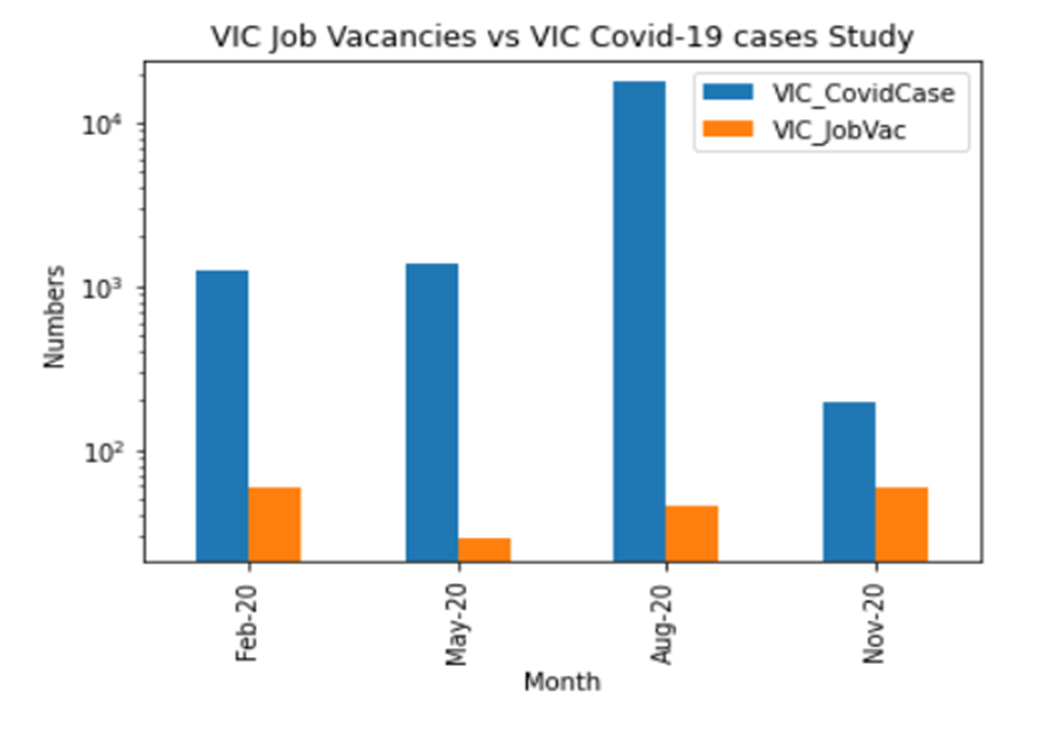 VIC Job Vacancies vs VIC Covid-19 cases Study
VIC_CovidCase
VIC_JobVac
10⁴
10³
10²
Numbers
Feb-20
May-20
Aug-20
Nov-20
Month